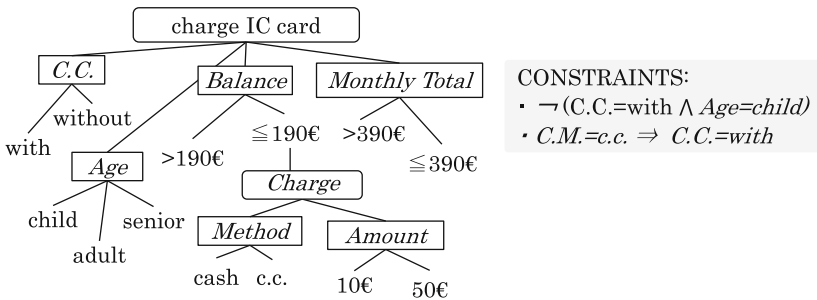 charge IC card
C.C.
Balance
Monthly Total
CONSTRAINTS:
· ¬(C.C.=with ∧ Age=child)
· C.M.=c.c. ⇒ C.C.=with
with
without
>190€
≦190€
>390€
≦390€
Age
Charge
child
adult
senior
Method
Amount
cash
c.c.
10€
50€